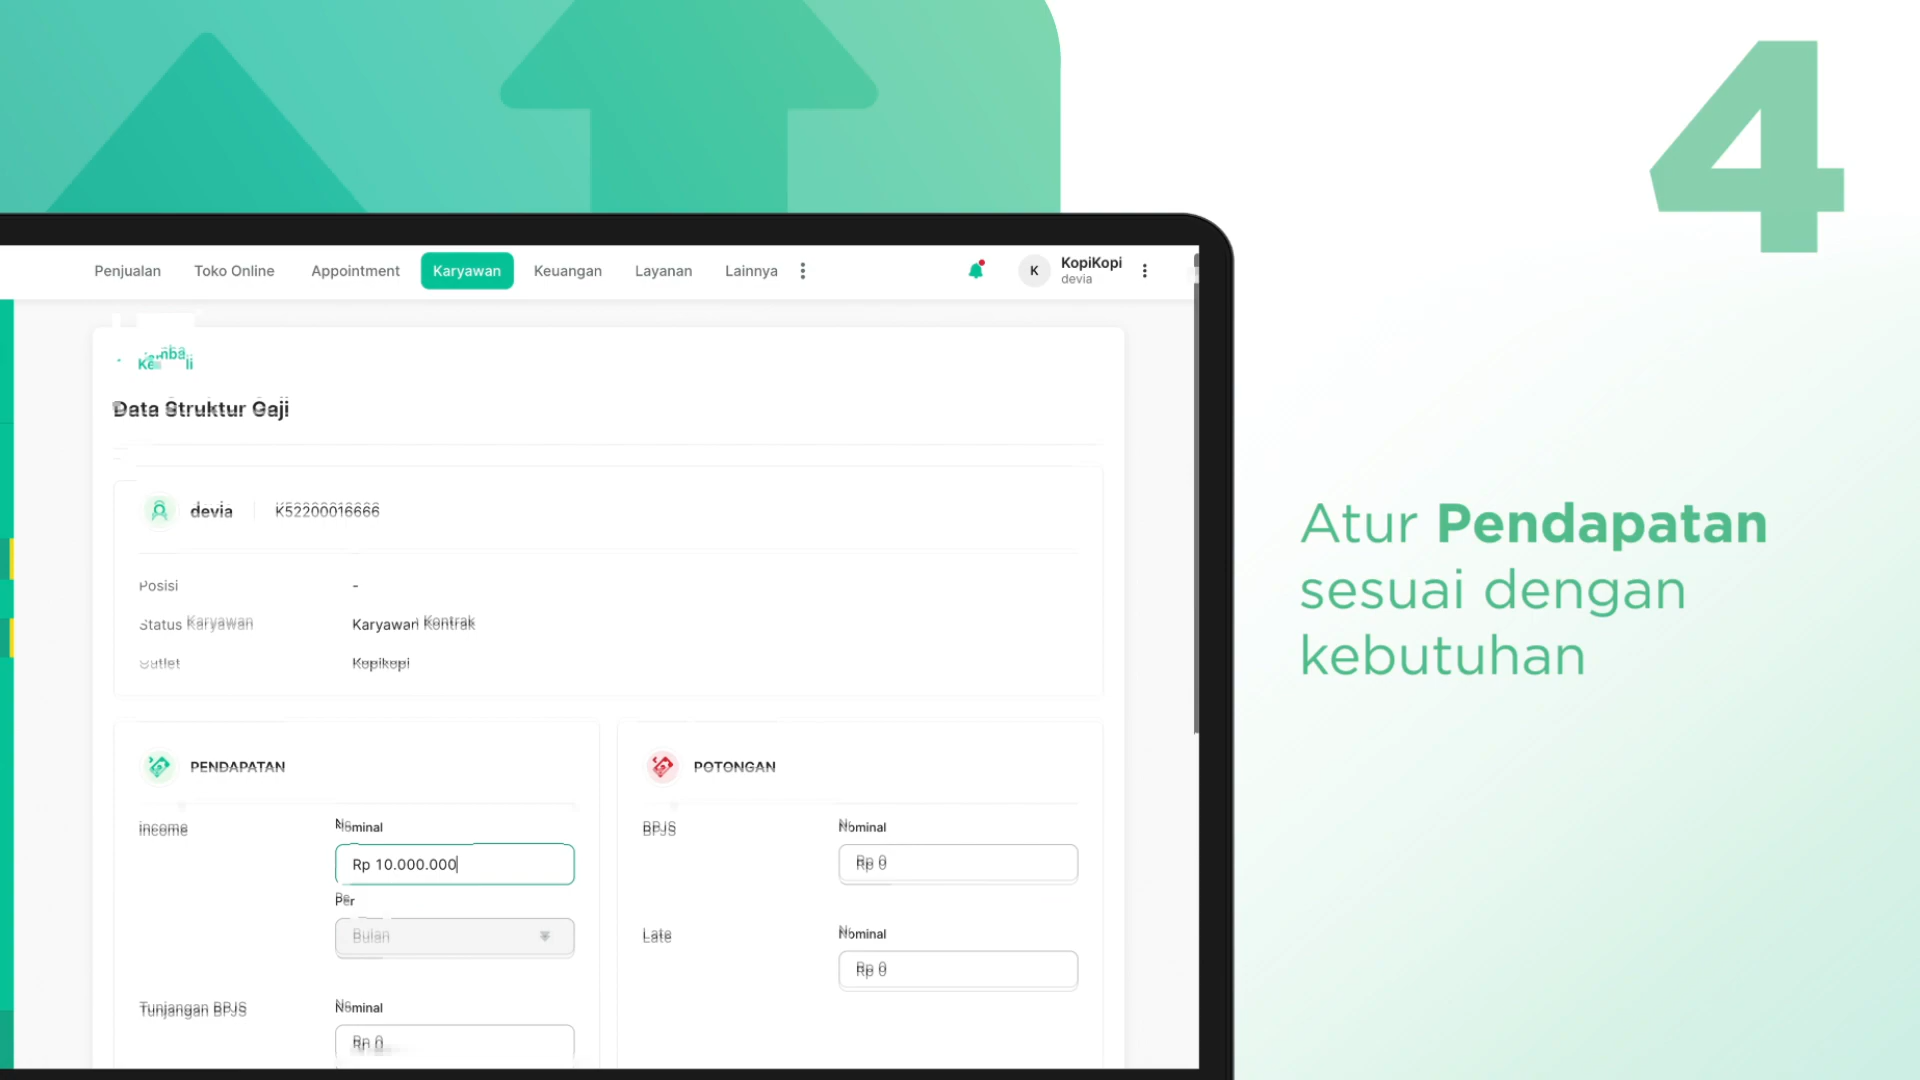 4
Penjualan Toko Online Appointment Karyawan Keuangan Layanan Lainnya
K KopiKopi
devia
Kembali
Data Struktur Gaji
devia K52200016666
Posisi -
Status Karyawan Karyawan Kontrak
Outlet Kopikopi
PENDAPATAN POTONGAN
income Nominal BPJS Nominal
Rp 10.000.000 Rp 0
Per
Bulan Late Nominal
Rp 0
Tunjangan BPJS Nominal
Rp 0
Atur Pendapatan
sesuai dengan
kebutuhan